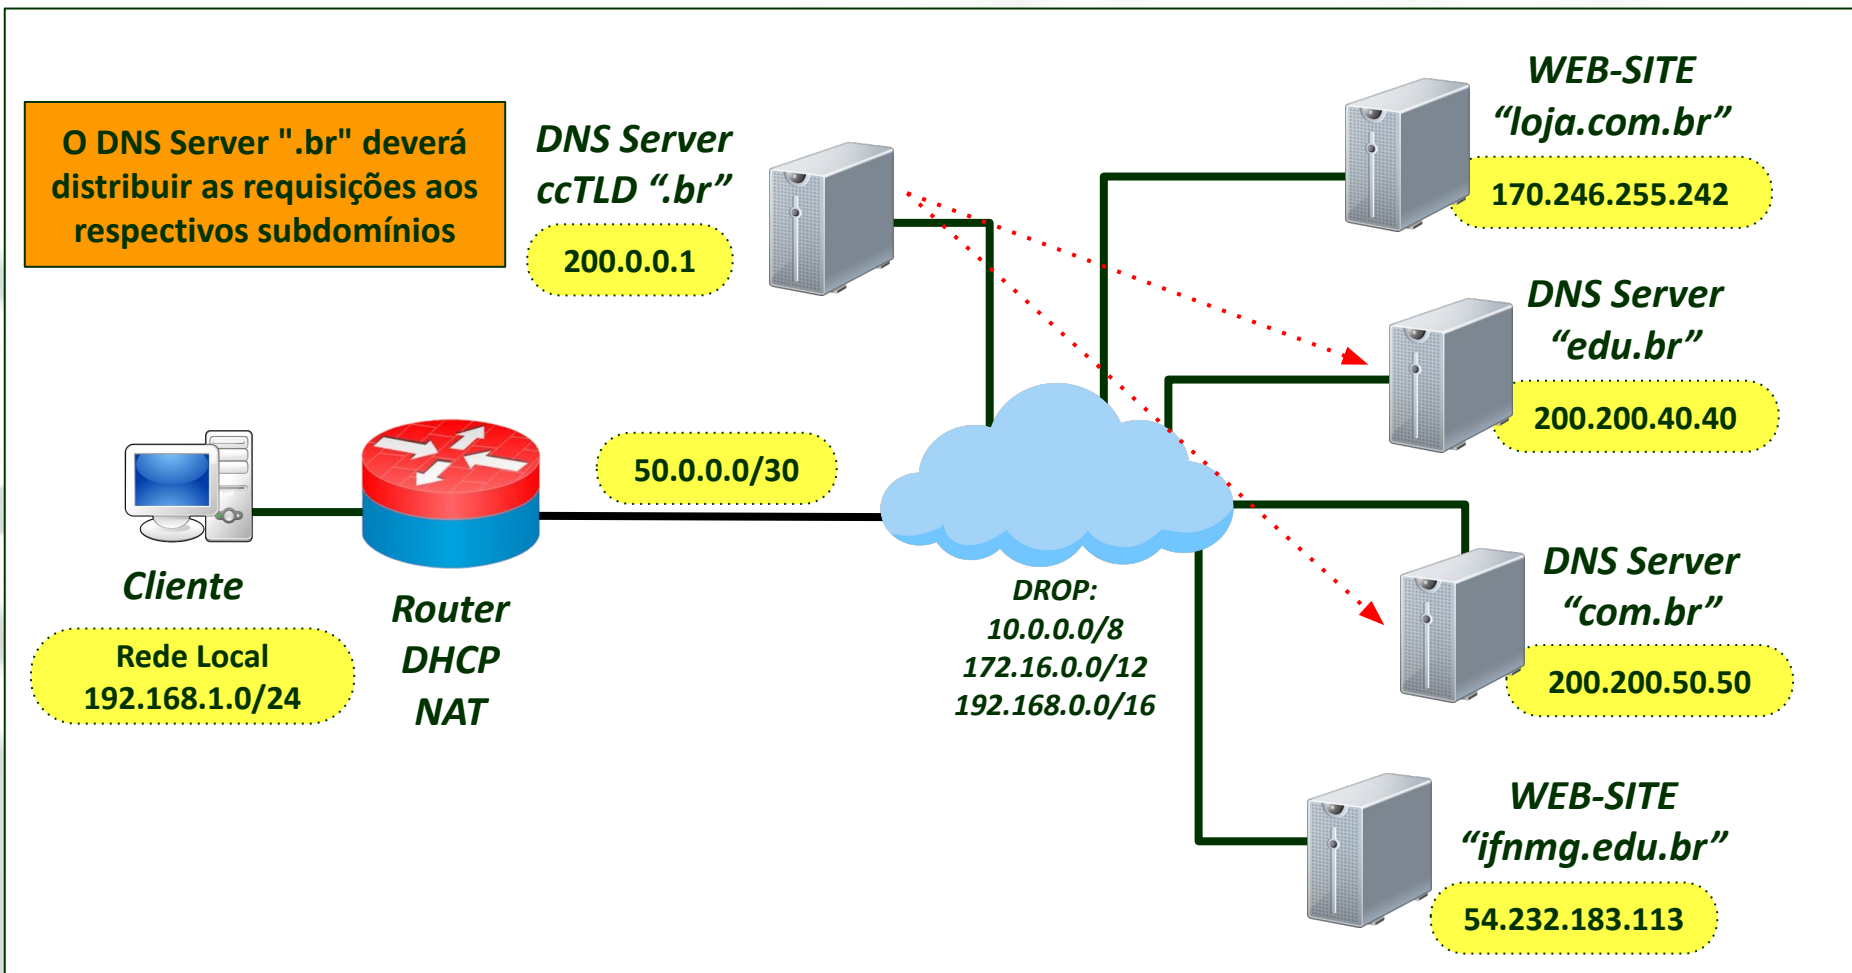 O DNS Server ".br" deverá
distribuir as requisições aos
respectivos subdomínios
DNS Server
ccTLD “.br”
200.0.0.1
WEB-SITE
“loja.com.br”
170.246.255.242
DNS Server
“edu.br”
200.200.40.40
50.0.0.0/30
Cliente
Rede Local
192.168.1.0/24
Router
DHCP
NAT
DROP:
10.0.0.0/8
172.16.0.0/12
192.168.0.0/16
DNS Server
“com.br”
200.200.50.50
WEB-SITE
“ifnmg.edu.br”
54.232.183.113